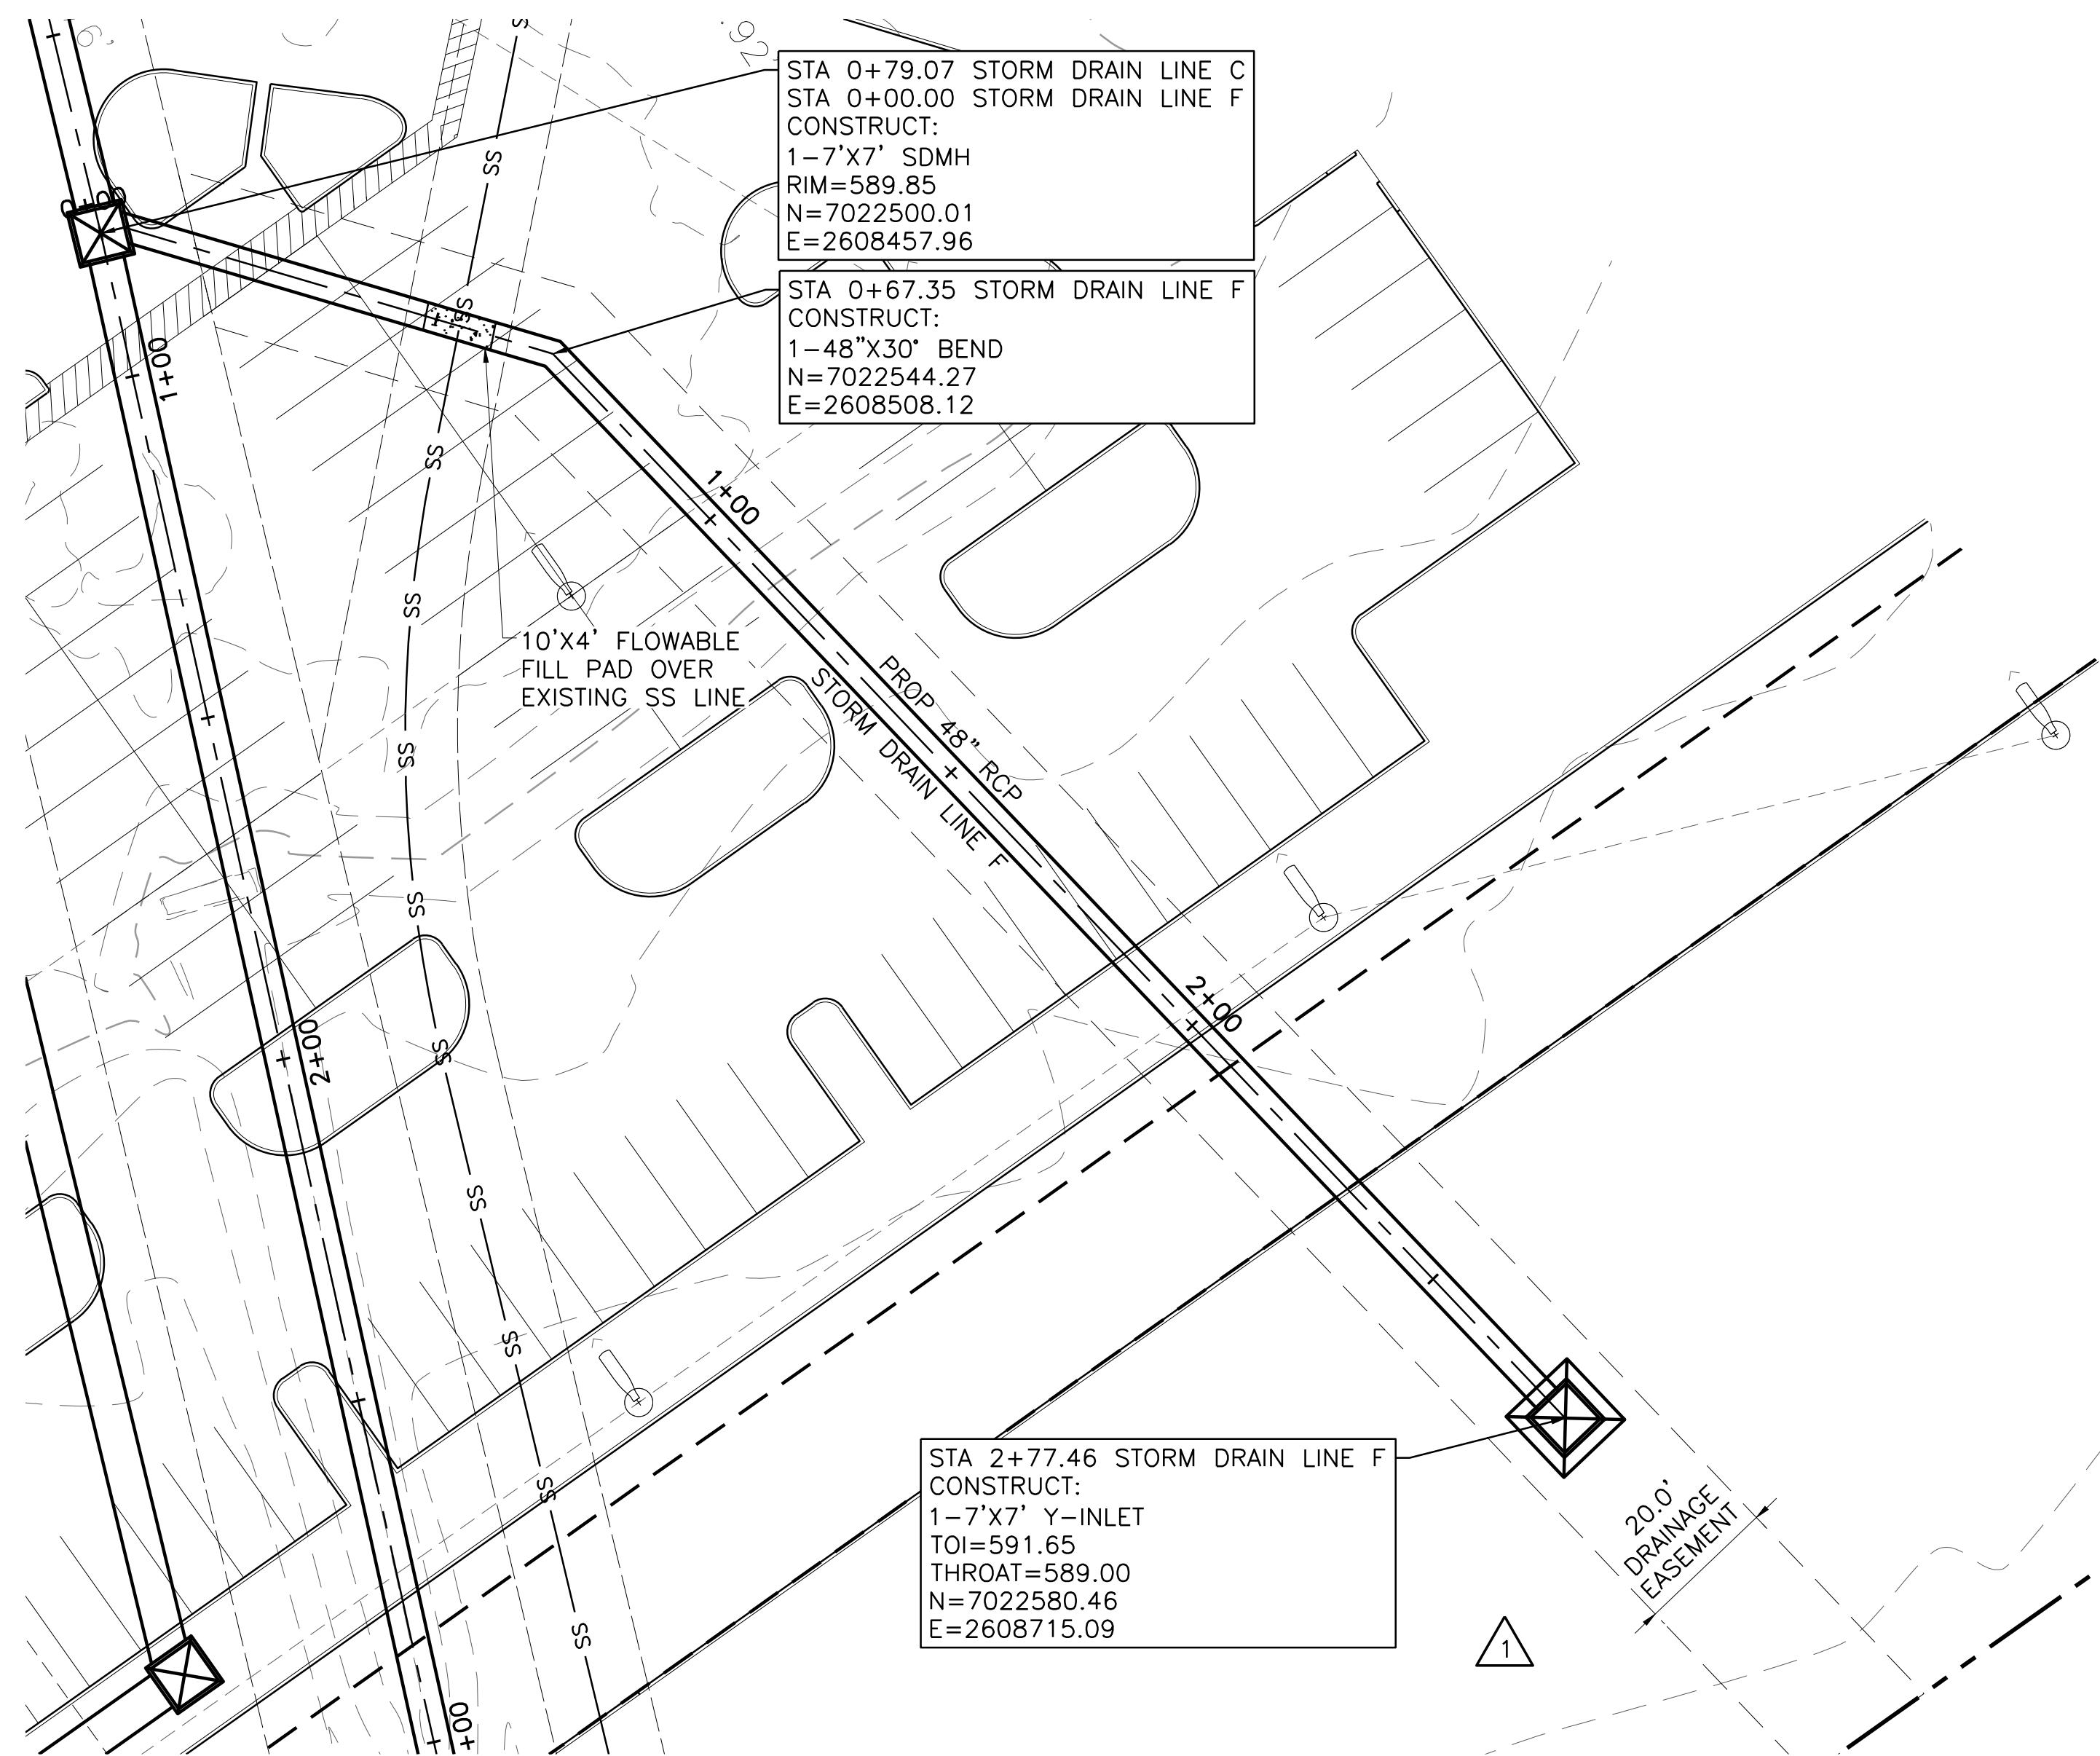 92
STA 0+79.07 STORM DRAIN LINE C
STA 0+00.00 STORM DRAIN LINE F
CONSTRUCT:
1-7'X7' SDMH
RIM=589.85
N=7022500.01
E=2608457.96
STA 0+67.35 STORM DRAIN LINE F
CONSTRUCT:
1-48"X30° BEND
N=7022544.27
E=2608508.12
SS
SS
SS
SS
1+00
1+00
SS
SS
10'X4' FLOWABLE
FILL PAD OVER
EXISTING SS LINE
PROP 48" RCP
STORM DRAIN LINE F
SS
SS
2+00
2+00
SS
SS
SS
SS
SS
STA 2+77.46 STORM DRAIN LINE F
CONSTRUCT:
1-7'X7' Y-INLET
TOI=591.65
THROAT=589.00
N=7022580.46
E=2608715.09
20.0'
DRAINAGE
EASEMENT
1
+00